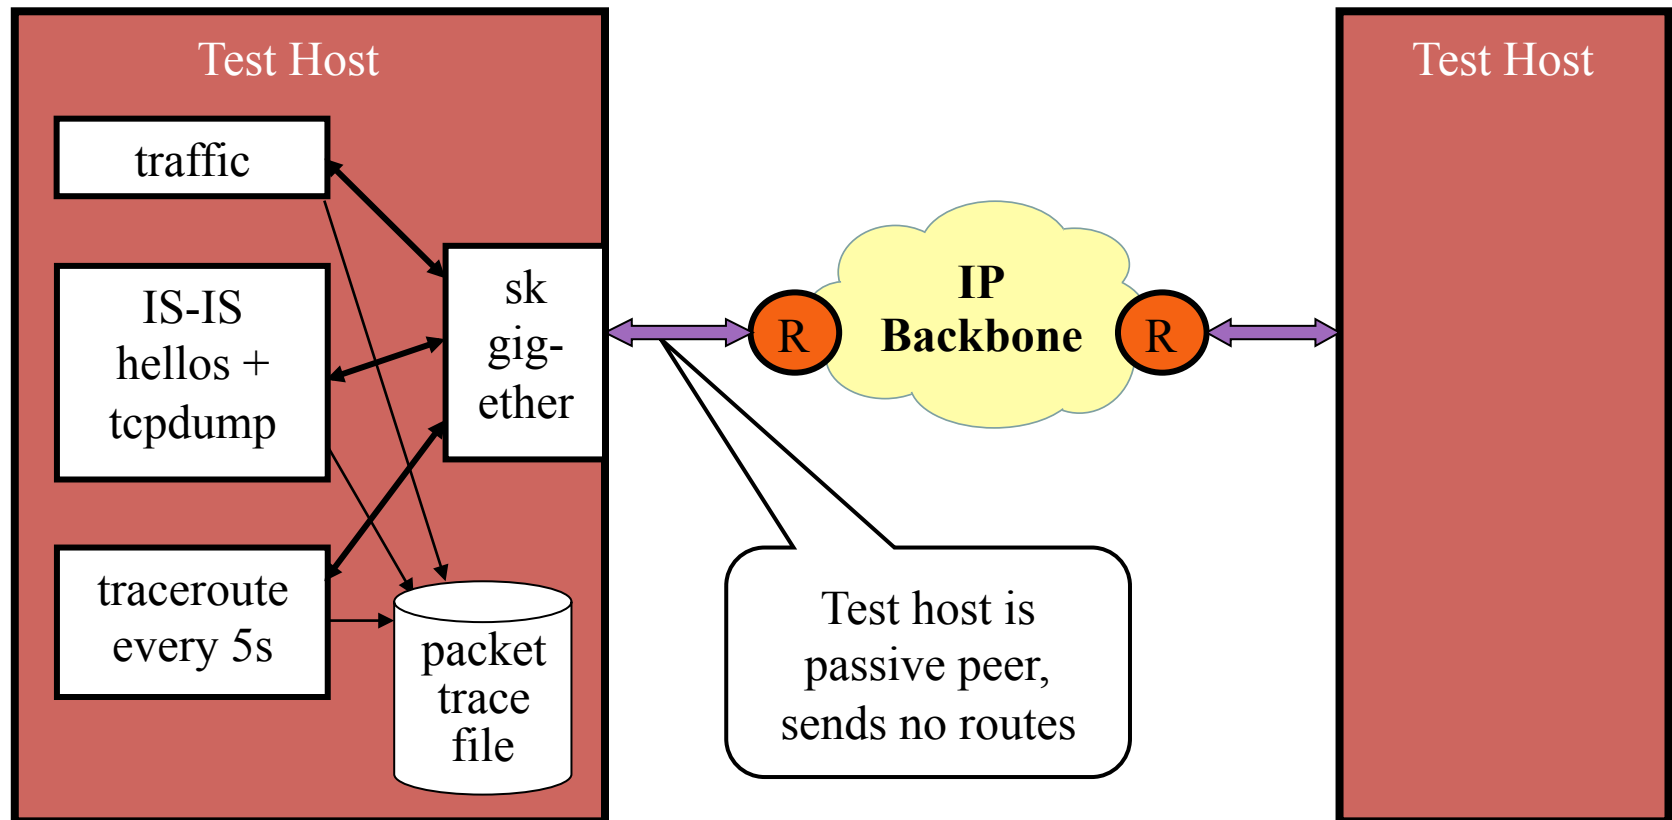 Test Host
traffic
IS-IS
hellos +
tcpdump
traceroute
every 5s
sk
gig-
ether
packet
trace
file
R
IP
Backbone
R
Test host is
passive peer,
sends no routes
Test Host